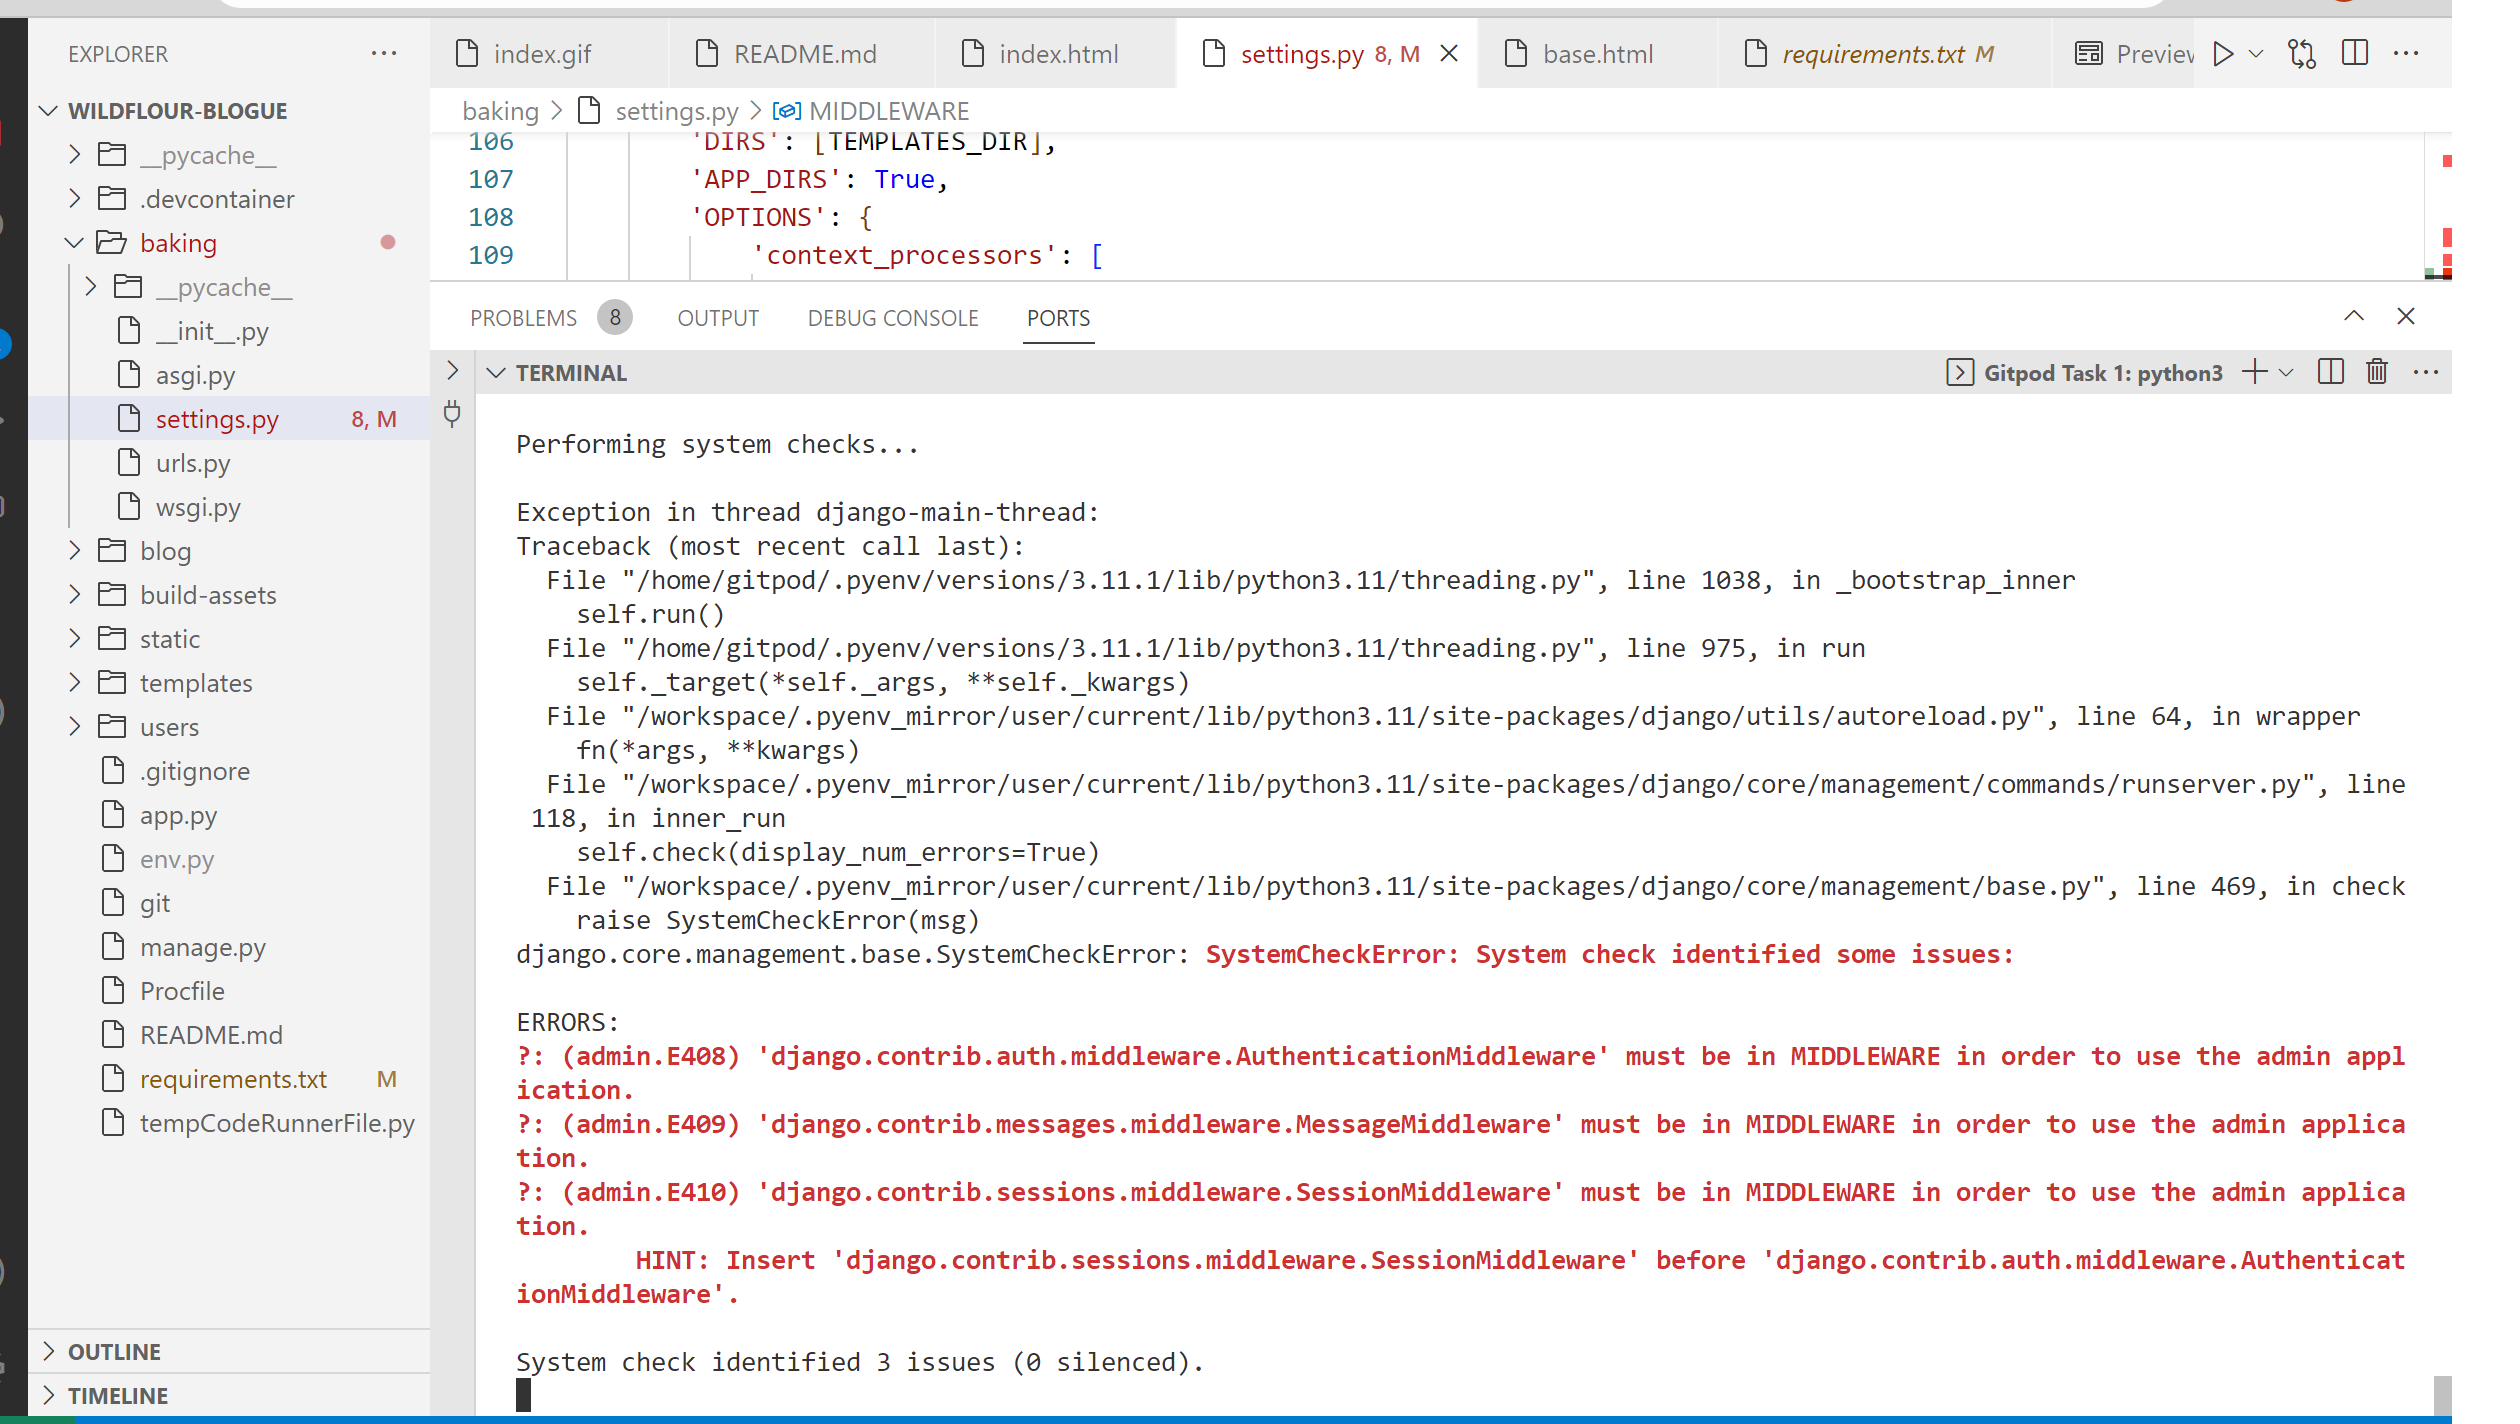 EXPLORER
WILDFLOUR-BLOGUE
__pycache__
.devcontainer
baking
__pycache__
__init__.py
asgi.py
settings.py 8, M
urls.py
wsgi.py
blog
build-assets
static
templates
users
.gitignore
app.py
env.py
git
manage.py
Procfile
README.md
requirements.txt M
tempCodeRunnerFile.py
OUTLINE
TIMELINE
index.gif README.md index.html settings.py 8, M base.html requirements.txt M Preview
baking > settings.py > MIDDLEWARE
106 'DIRS': [TEMPLATES_DIR],
107 'APP_DIRS': True,
108 'OPTIONS': {
109 'context_processors': [
PROBLEMS 8 OUTPUT DEBUG CONSOLE PORTS
TERMINAL Gitpod Task 1: python3
Performing system checks...
Exception in thread django-main-thread:
Traceback (most recent call last):
File "/home/gitpod/.pyenv/versions/3.11.1/lib/python3.11/threading.py", line 1038, in _bootstrap_inner
self.run()
File "/home/gitpod/.pyenv/versions/3.11.1/lib/python3.11/threading.py", line 975, in run
self._target(*self._args, **self._kwargs)
File "/workspace/.pyenv_mirror/user/current/lib/python3.11/site-packages/django/utils/autoreload.py", line 64, in wrapper
fn(*args, **kwargs)
File "/workspace/.pyenv_mirror/user/current/lib/python3.11/site-packages/django/core/management/commands/runserver.py", line
118, in inner_run
self.check(display_num_errors=True)
File "/workspace/.pyenv_mirror/user/current/lib/python3.11/site-packages/django/core/management/base.py", line 469, in check
raise SystemCheckError(msg)
django.core.management.base.SystemCheckError: SystemCheckError: System check identified some issues:
ERRORS:
?: (admin.E408) 'django.contrib.auth.middleware.AuthenticationMiddleware' must be in MIDDLEWARE in order to use the admin appl
ication.
?: (admin.E409) 'django.contrib.messages.middleware.MessageMiddleware' must be in MIDDLEWARE in order to use the admin applica
tion.
?: (admin.E410) 'django.contrib.sessions.middleware.SessionMiddleware' must be in MIDDLEWARE in order to use the admin applica
tion.
HINT: Insert 'django.contrib.sessions.middleware.SessionMiddleware' before 'django.contrib.auth.middleware.Authenticat
ionMiddleware'.
System check identified 3 issues (0 silenced).